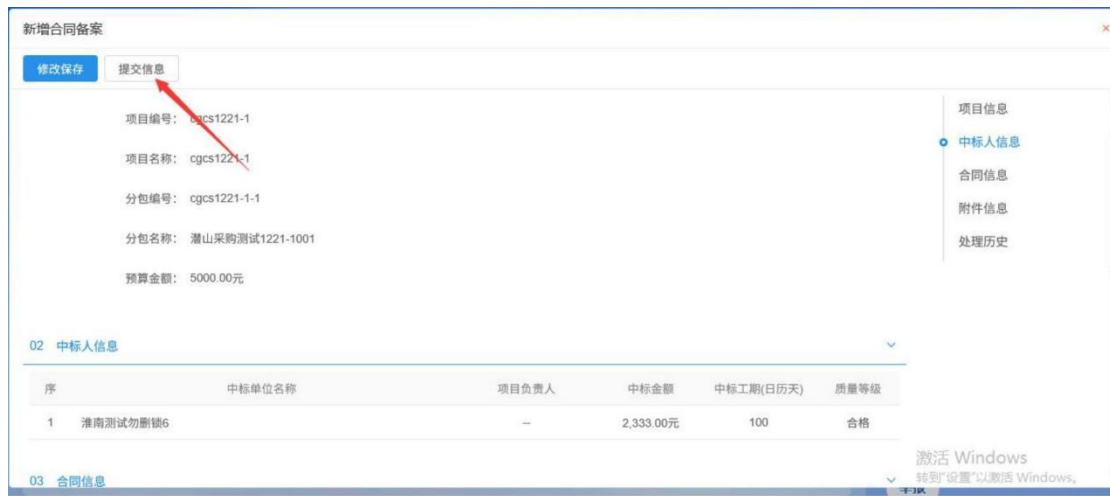 新增合同备案
×
修改保存 提交信息
项目编号： cgcs1221-1
项目名称： cgcs1221-1
分包编号： cgcs1221-1-1
分包名称： 潜山采购测试1221-1001
预算金额： 5000.00元
项目信息
中标人信息
合同信息
附件信息
处理历史
02 中标人信息
序 中标单位名称 项目负责人 中标金额 中标工期(日历天) 质量等级
1 淮南测试勿删锁6 -- 2,333.00元 100 合格
03 合同信息
激活 Windows
转到"设置"以激活 Windows。